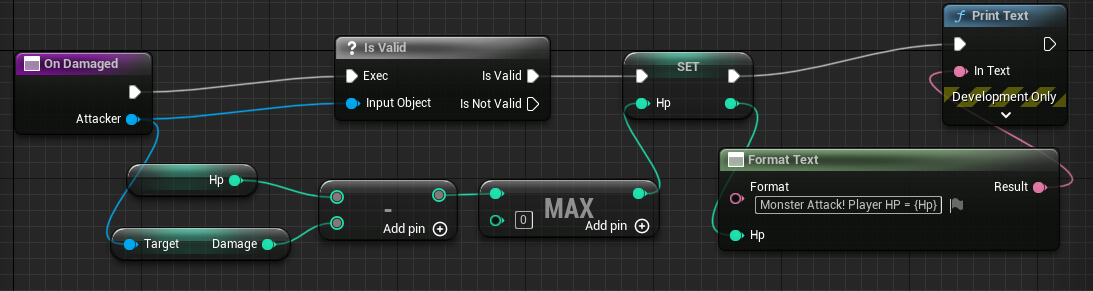 Print Text
In Text
Development Only
On Damaged
Attacker
? Is Valid
Exec
Is Valid
Input Object
Is Not Valid
SET
Hp
Hp
Target
Damage
-
Add pin
0
MAX
Add pin
Format Text
Format
Result
Monster Attack! Player HP = {Hp}
Hp